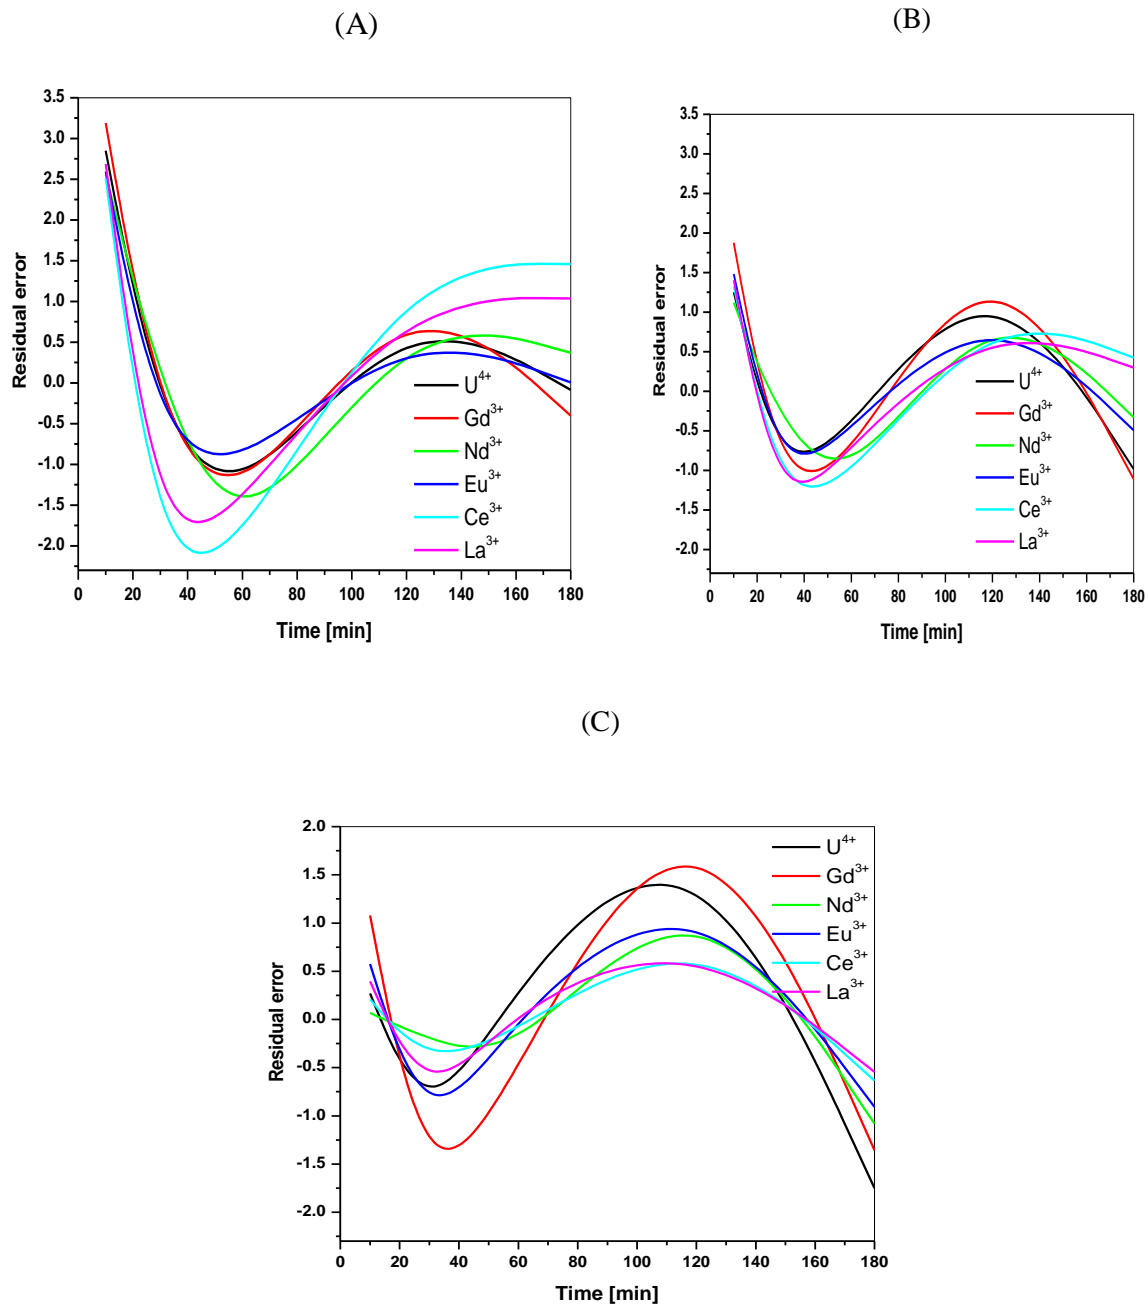 (A)
(B)
3.5
3.0
2.5
2.0
1.5
1.0
0.5
0.0
-0.5
-1.0
-1.5
-2.0
Residual error
U⁴⁺
Gd³⁺
Nd³⁺
Eu³⁺
Ce³⁺
La³⁺
0 20 40 60 80 100 120 140 160 180
Time [min]
3.5
3.0
2.5
2.0
1.5
1.0
0.5
0.0
-0.5
-1.0
-1.5
-2.0
Residual error
U⁴⁺
Gd³⁺
Nd³⁺
Eu³⁺
Ce³⁺
La³⁺
0 20 40 60 80 100 120 140 160 180
Time [min]
(C)
2.0
1.5
1.0
0.5
0.0
-0.5
-1.0
-1.5
-2.0
Residual error
U⁴⁺
Gd³⁺
Nd³⁺
Eu³⁺
Ce³⁺
La³⁺
0 20 40 60 80 100 120 140 160 180
Time [min]